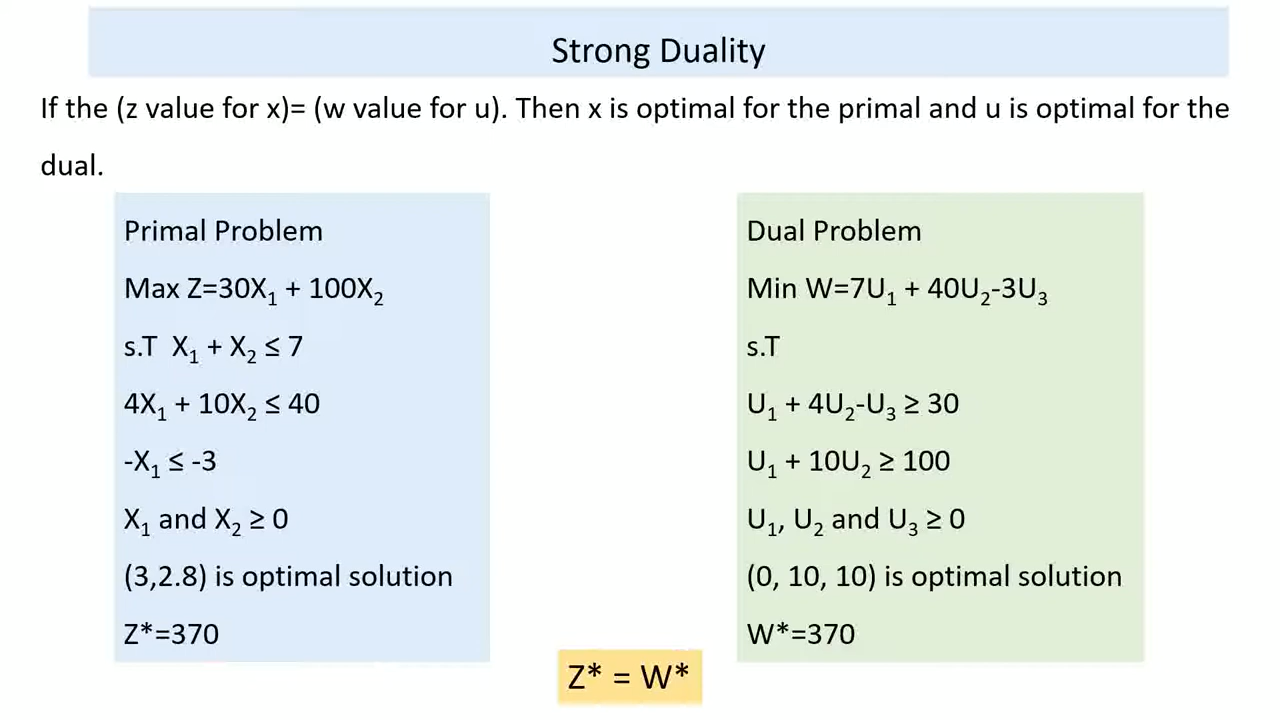 Strong Duality
If the (z value for x)= (w value for u). Then x is optimal for the primal and u is optimal for the
dual.
Primal Problem
Max Z=30X₁ + 100X₂
s.T X₁ + X₂ ≤ 7
4X₁ + 10X₂ ≤ 40
-X₁ ≤ -3
X₁ and X₂ ≥ 0
(3,2.8) is optimal solution
Z*=370
Dual Problem
Min W=7U₁ + 40U₂-3U₃
s.T
U₁ + 4U₂-U₃ ≥ 30
U₁ + 10U₂ ≥ 100
U₁, U₂ and U₃ ≥ 0
(0, 10, 10) is optimal solution
W*=370
Z* = W*